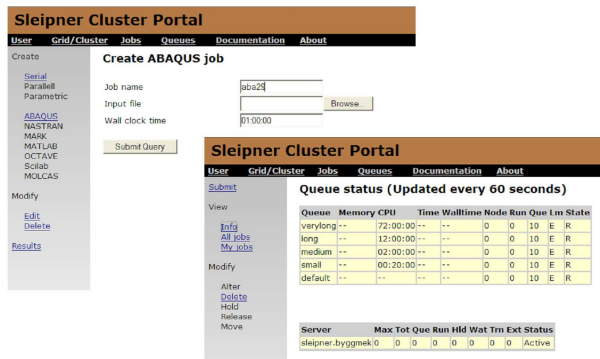 Sleipner Cluster Portal
User Grid/Cluster Jobs Queues Documentation About
Create
Serial
Parallell
Parametric
ABAQUS
NASTRAN
MARK
MATLAB
OCTAVE
Scilab
MOLCAS
Modify
Edit
Delete
Results
Create ABAQUS job
Job name aba29
Input file Browse...
Wall clock time 01:00:00
Submit Query
Sleipner Cluster Portal
User Grid/Cluster Jobs Queues Documentation About
Submit
View
Info
All jobs
My jobs
Modify
Alter
Delete
Hold
Release
Move
Queue status (Updated every 60 seconds)
Queue Memory CPU Time Walltime Node Run Que Lm State
verylong -- 72:00:00 -- -- 0 0 10 E R
long -- 12:00:00 -- -- 0 0 10 E R
medium -- 02:00:00 -- -- 0 0 10 E R
small -- 00:20:00 -- -- 0 0 10 E R
default -- -- -- -- 0 0 10 E R
Server Max Tot Que Run Hld Wat Trn Ext Status
sleipner.byggmek 0 0 0 0 0 0 0 0 Active